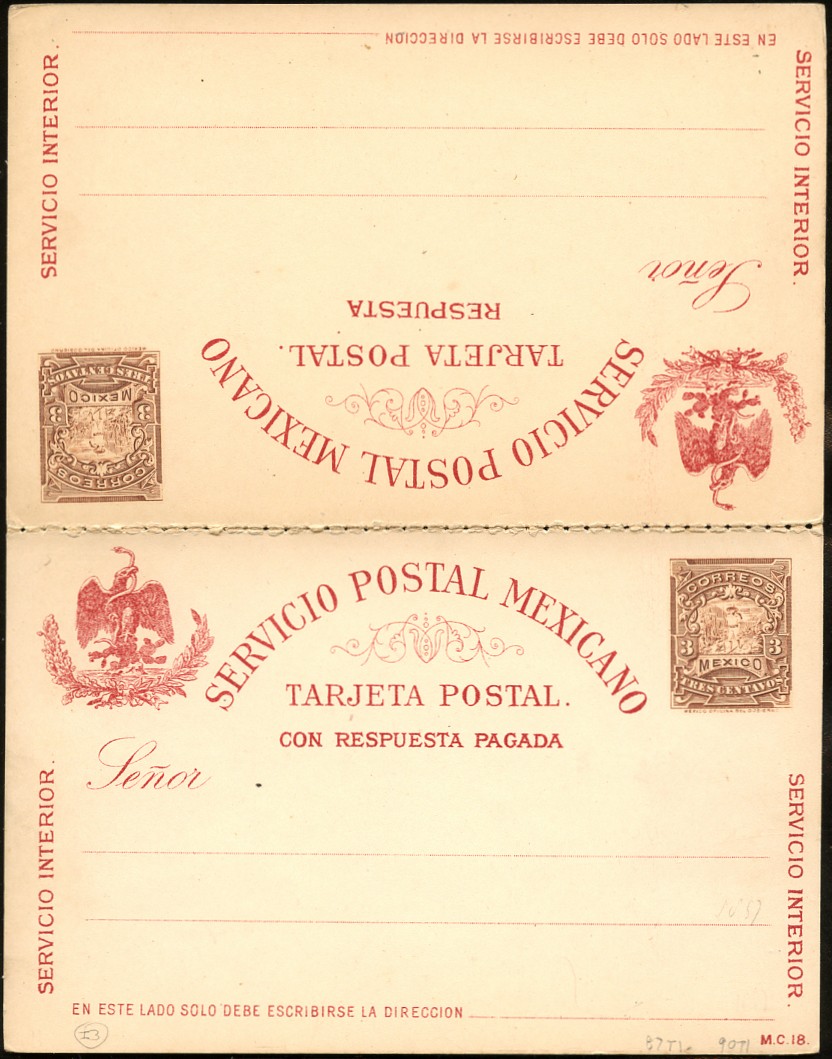 EN ESTE LADO SOLO DEBE ESCRIBIRSE LA DIRECCION
SERVICIO INTERIOR.
SERVICIO INTERIOR.
Señor
RESPUESTA
TARJETA POSTAL.
SERVICIO POSTAL MEXICANO
TRES CENTAVOS
MEXICO
3 3
CORREOS
SERVICIO POSTAL MEXICANO
TARJETA POSTAL.
CON RESPUESTA PAGADA
CORREOS
3 3
MEXICO
TRES CENTAVOS
Señor
SERVICIO INTERIOR.
SERVICIO INTERIOR.
EN ESTE LADO SOLO DEBE ESCRIBIRSE LA DIRECCION
M.C.18.